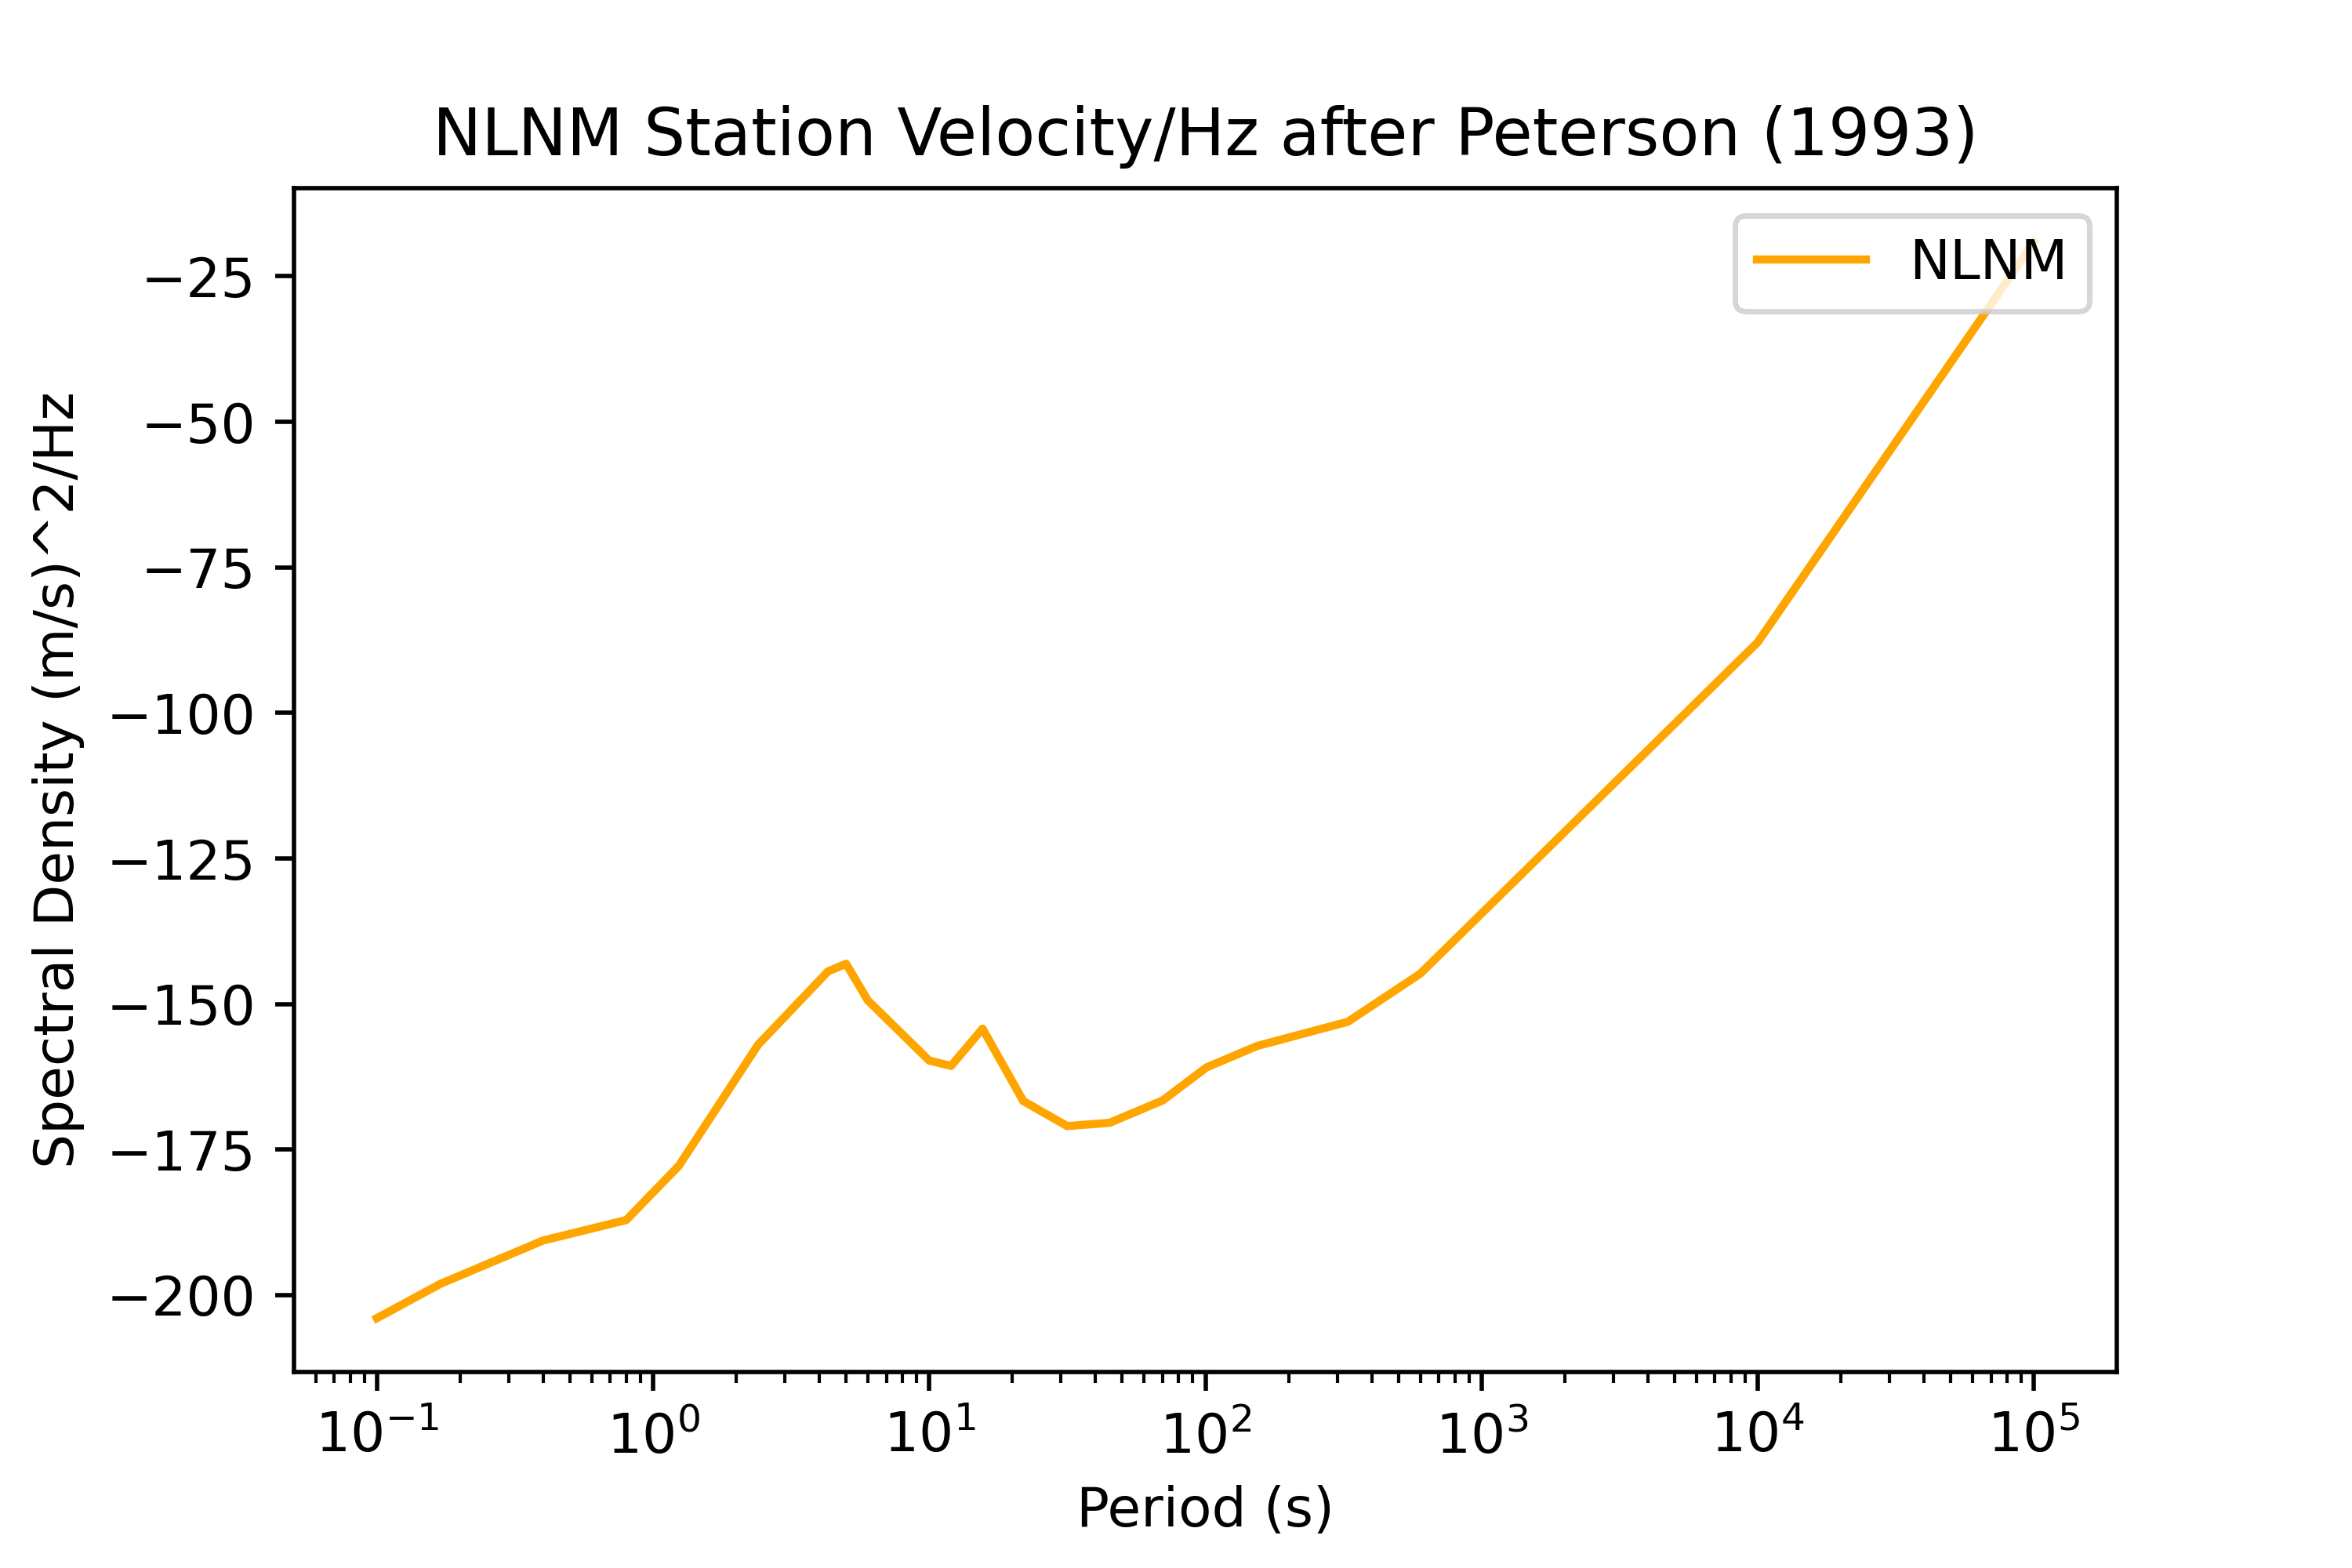 NLNM Station Velocity/Hz after Peterson (1993)
NLNM
Spectral Density (m/s)^2/Hz
−25
−50
−75
−100
−125
−150
−175
−200
10⁻¹ 10⁰ 10¹ 10² 10³ 10⁴ 10⁵
Period (s)